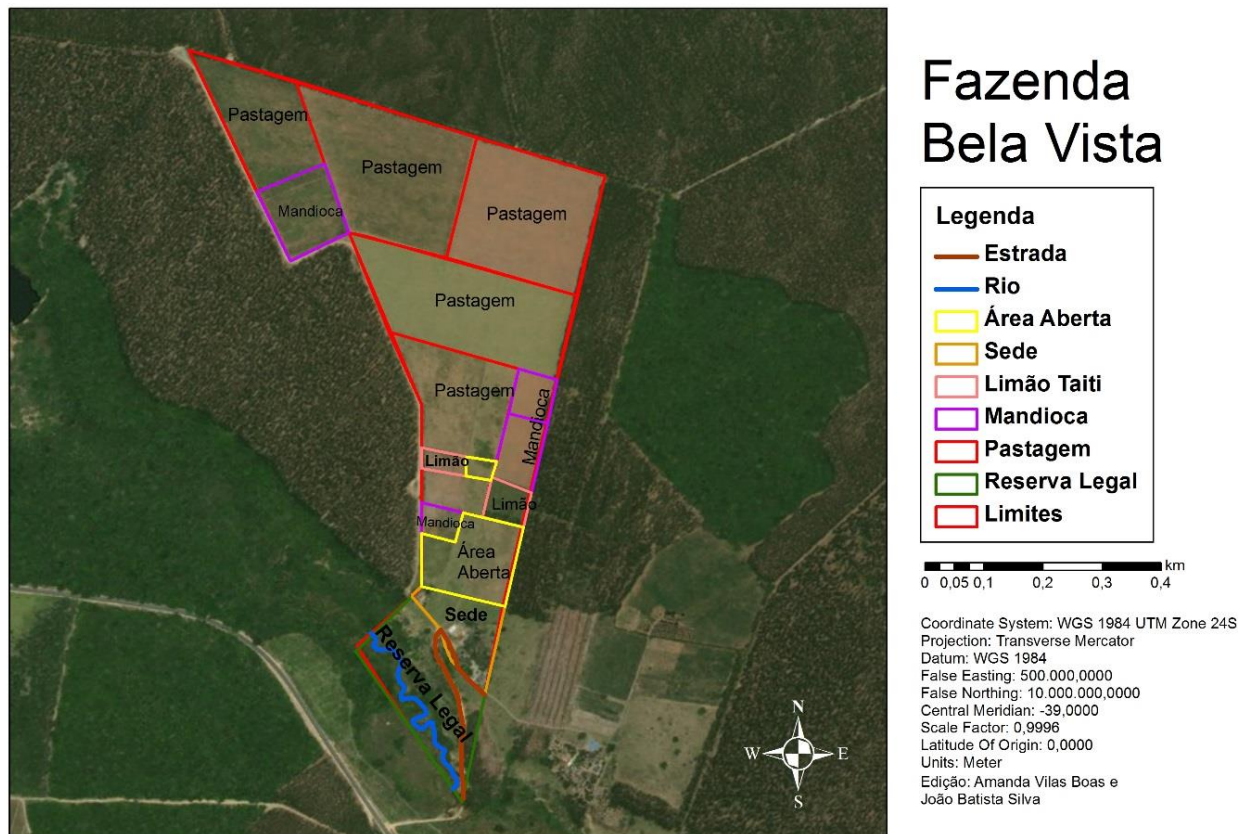 Fazenda
Bela Vista
Legenda
Estrada
Rio
Área Aberta
Sede
Limão Taiti
Mandioca
Pastagem
Reserva Legal
Limites
0 0,05 0,1 0,2 0,3 0,4 km
Coordinate System: WGS 1984 UTM Zone 24S
Projection: Transverse Mercator
Datum: WGS 1984
False Easting: 500.000,0000
False Northing: 10.000.000,0000
Central Meridian: -39,0000
Scale Factor: 0,9996
Latitude Of Origin: 0,0000
Units: Meter
Edição: Amanda Vilas Boas e
João Batista Silva
Pastagem
Pastagem
Mandioca
Pastagem
Pastagem
Pastagem
Mandioca
Limão
Limão
Mandioca
Área
Aberta
Sede
Reserva Legal
N
W E
S